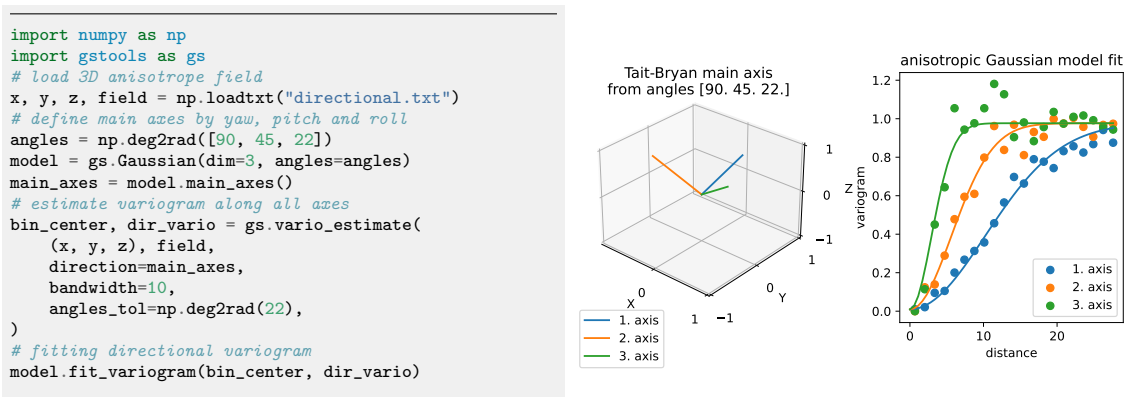 import numpy as np
import gstools as gs
# load 3D anisotrope field
x, y, z, field = np.loadtxt("directional.txt")
# define main axes by yaw, pitch and roll
angles = np.deg2rad([90, 45, 22])
model = gs.Gaussian(dim=3, angles=angles)
main_axes = model.main_axes()
# estimate variogram along all axes
bin_center, dir_vario = gs.vario_estimate(
    (x, y, z), field,
    direction=main_axes,
    bandwidth=10,
    angles_tol=np.deg2rad(22),
)
# fitting directional variogram
model.fit_variogram(bin_center, dir_vario)
Tait-Bryan main axis
from angles [90. 45. 22.]
1
0
−1
Z
1
0
−1
Y
X
0
1
1. axis
2. axis
3. axis
anisotropic Gaussian model fit
1.2
1.0
0.8
0.6
0.4
0.2
0.0
variogram
0
10
20
distance
1. axis
2. axis
3. axis